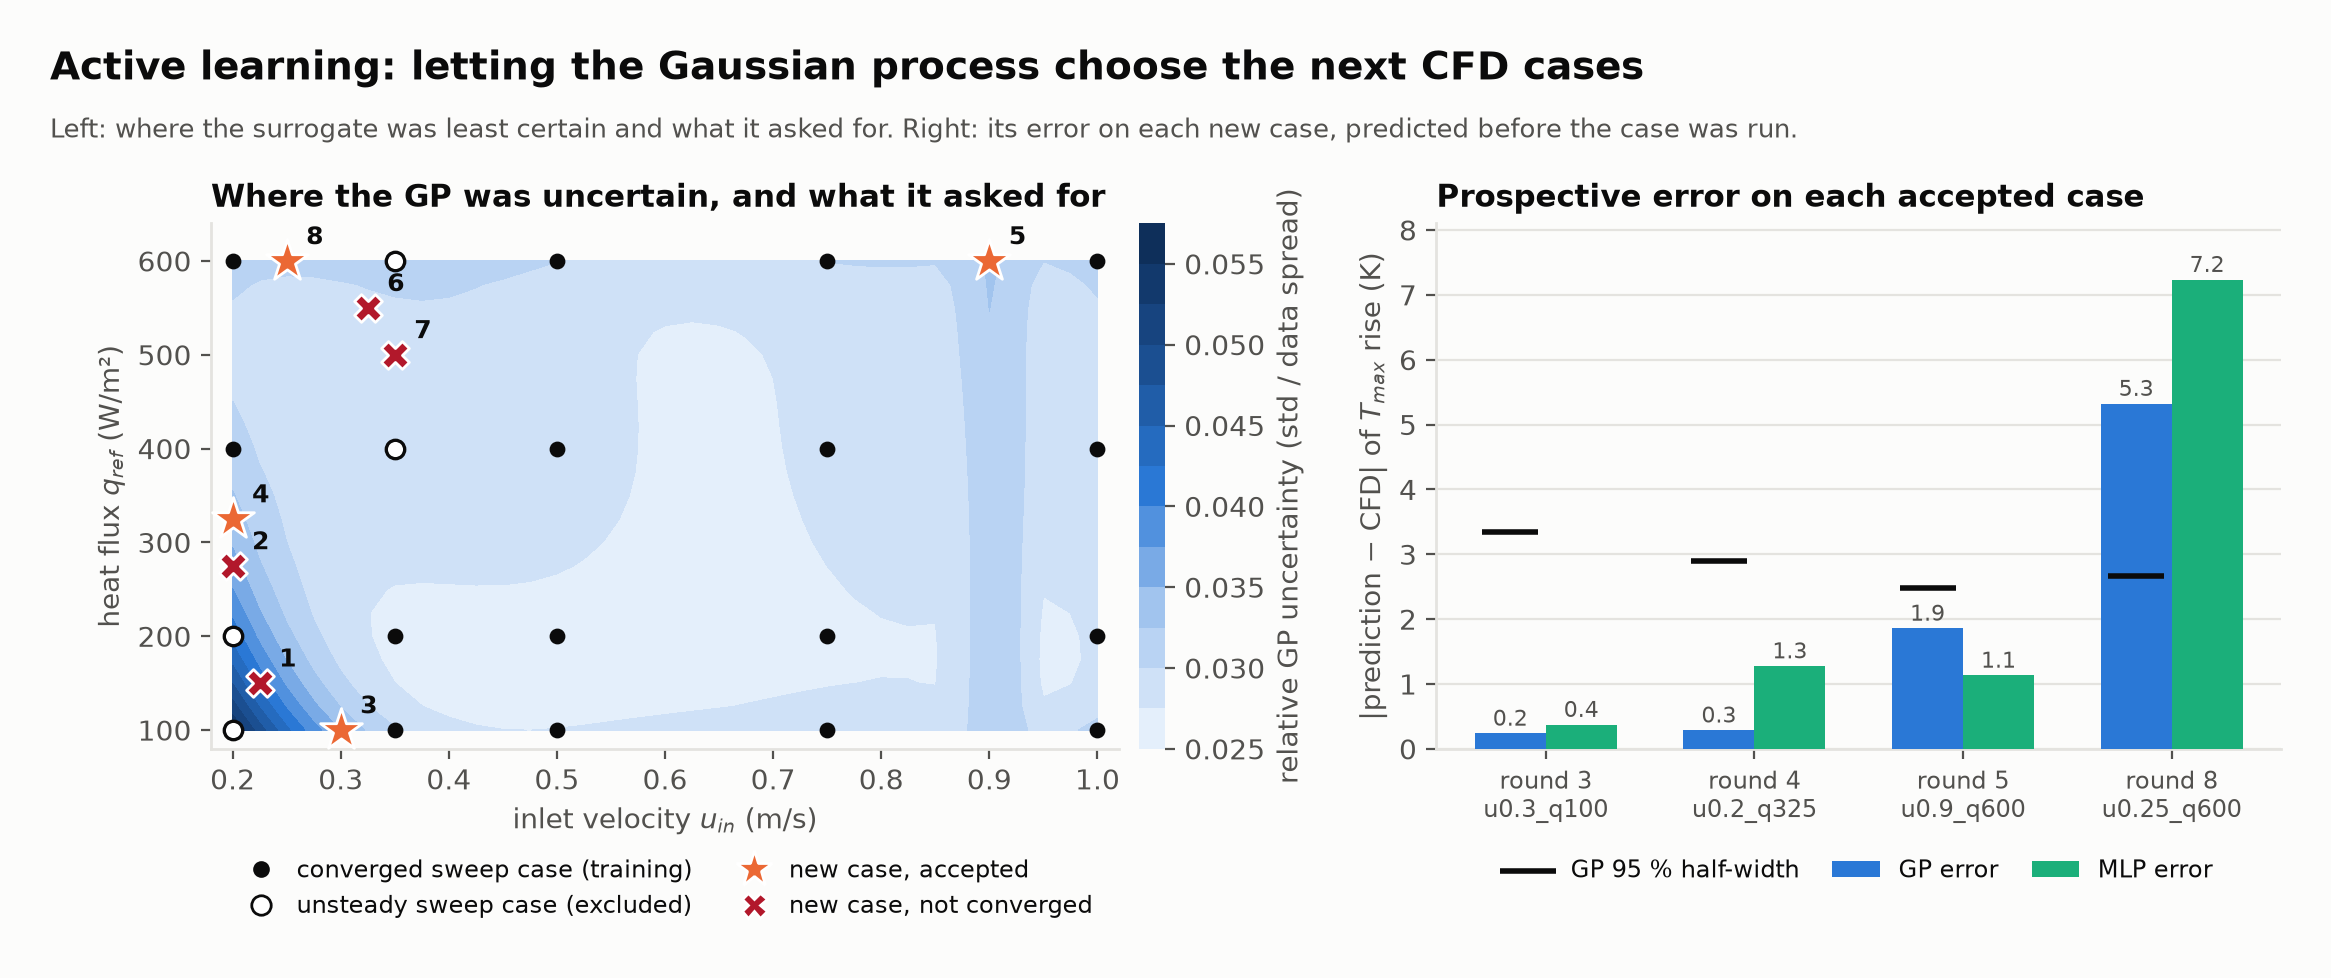 Active learning: letting the Gaussian process choose the next CFD cases
Left: where the surrogate was least certain and what it asked for. Right: its error on each new case, predicted before the case was run.
Where the GP was uncertain, and what it asked for
heat flux q_ref (W/m²)
600
500
400
300
200
100
8
5
6
7
4
2
1
3
0.2 0.3 0.4 0.5 0.6 0.7 0.8 0.9 1.0
inlet velocity u_in (m/s)
0.055
0.050
0.045
0.040
0.035
0.030
0.025
relative GP uncertainty (std / data spread)
converged sweep case (training)
unsteady sweep case (excluded)
new case, accepted
new case, not converged
Prospective error on each accepted case
|prediction − CFD| of T_max rise (K)
8
7
6
5
4
3
2
1
0
0.2 0.4
0.3 1.3
1.9 1.1
5.3 7.2
round 3
u0.3_q100
round 4
u0.2_q325
round 5
u0.9_q600
round 8
u0.25_q600
GP 95 % half-width
GP error
MLP error